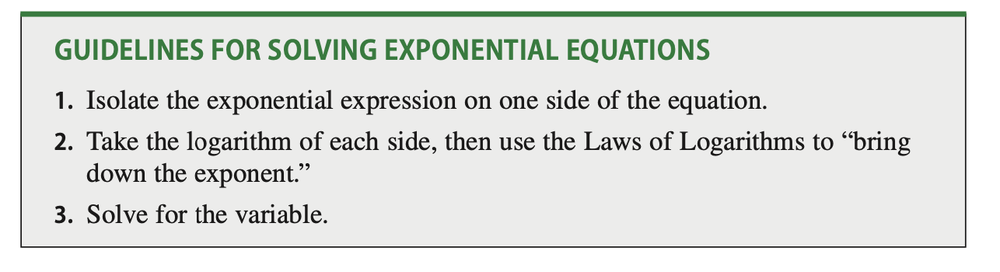 GUIDELINES FOR SOLVING EXPONENTIAL EQUATIONS
1. Isolate the exponential expression on one side of the equation.
2. Take the logarithm of each side, then use the Laws of Logarithms to “bring
down the exponent.”
3. Solve for the variable.